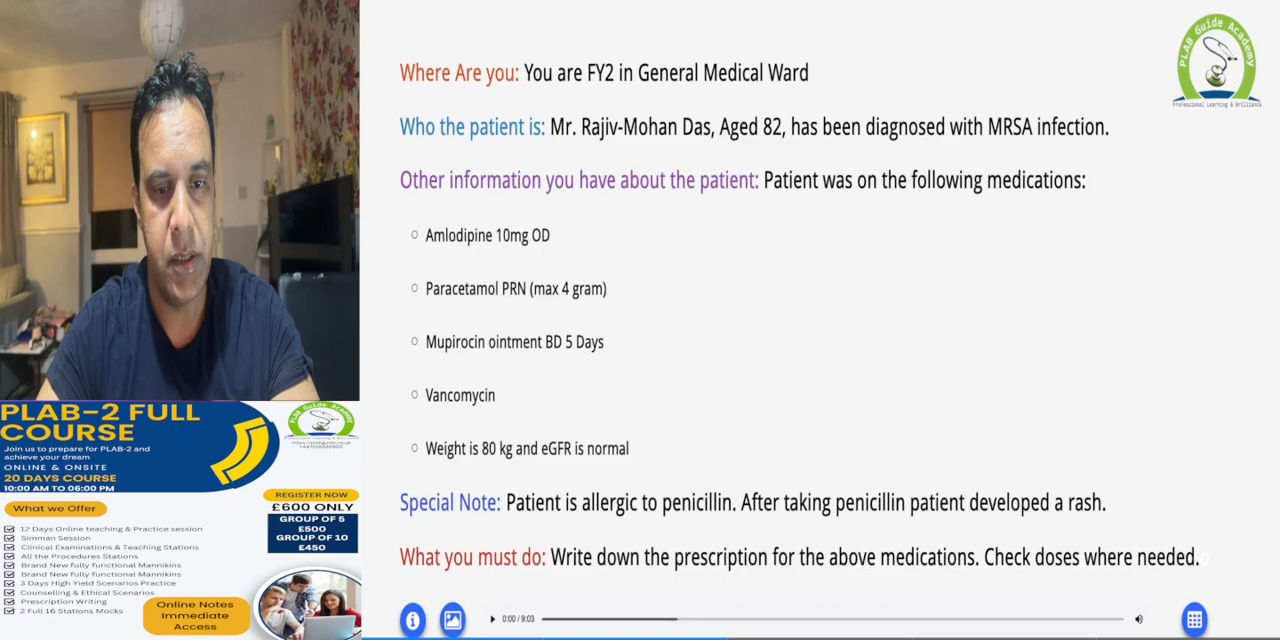 PLAB Guide Academy
Professional Learning & Brilliance
Where Are you: You are FY2 in General Medical Ward
Who the patient is: Mr. Rajiv-Mohan Das, Aged 82, has been diagnosed with MRSA infection.
Other information you have about the patient: Patient was on the following medications:
Amlodipine 10mg OD
Paracetamol PRN (max 4 gram)
Mupirocin ointment BD 5 Days
Vancomycin
Weight is 80 kg and eGFR is normal
Special Note: Patient is allergic to penicillin. After taking penicillin patient developed a rash.
What you must do: Write down the prescription for the above medications. Check doses where needed.
0:00 / 9:03
PLAB-2 FULL
COURSE
Join us to prepare for PLAB-2 and
achieve your dream
ONLINE & ONSITE
20 DAYS COURSE
10:00 AM TO 06:00 PM
PLAB Guide Academy
What we Offer
REGISTER NOW
£600 ONLY
GROUP OF 5
£500
GROUP OF 10
£450
12 Days Online teaching & Practice session
Simman Session
Clinical Examinations & Teaching Stations
All the Procedures Stations
Brand New fully functional Mannikins
Brand New fully functional Mannikins
3 Days High Yield Scenarios Practice
Counselling & Ethical Scenarios
Prescription Writing
2 Full 16 Stations Mocks
Online Notes
Immediate
Access